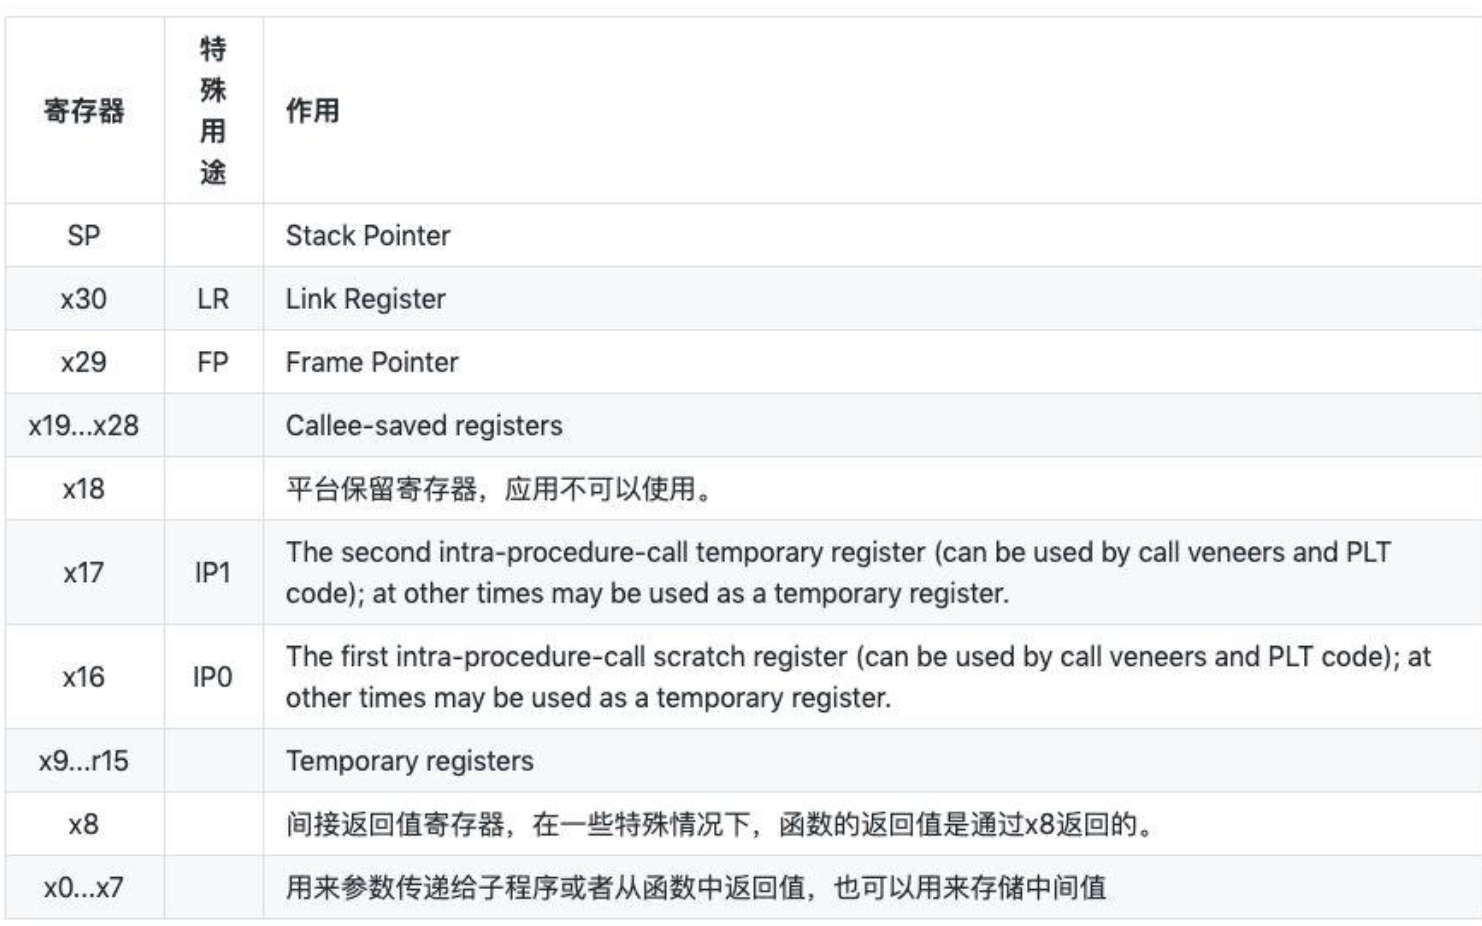 寄存器 特殊用途 作用
SP Stack Pointer
x30 LR Link Register
x29 FP Frame Pointer
x19...x28 Callee-saved registers
x18 平台保留寄存器，应用不可以使用。
x17 IP1 The second intra-procedure-call temporary register (can be used by call veneers and PLT
code); at other times may be used as a temporary register.
x16 IP0 The first intra-procedure-call scratch register (can be used by call veneers and PLT code); at
other times may be used as a temporary register.
x9...r15 Temporary registers
x8 间接返回值寄存器，在一些特殊情况下，函数的返回值是通过x8返回的。
x0...x7 用来参数传递给子程序或者从函数中返回值，也可以用来存储中间值